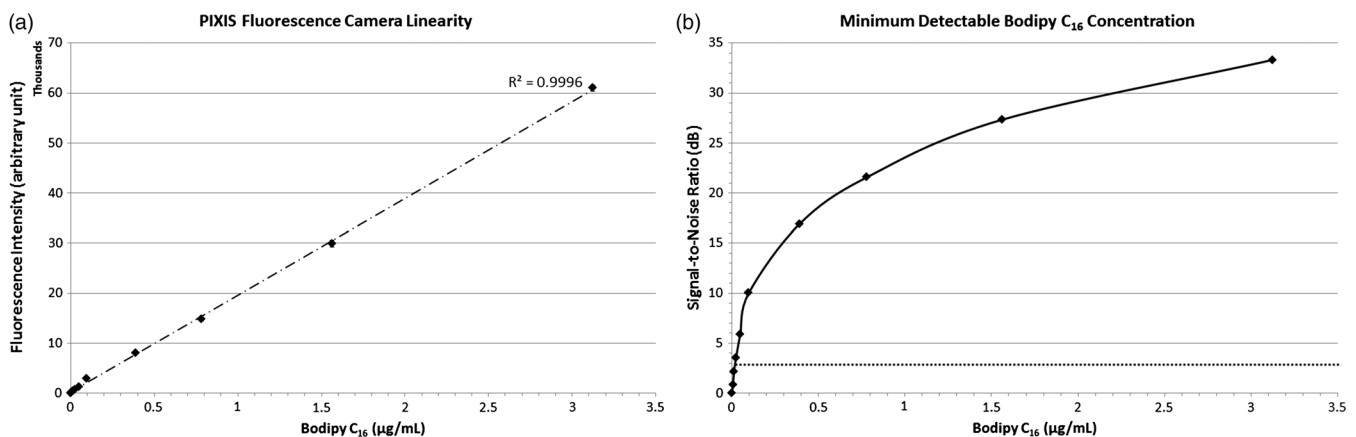 (a)
PIXIS Fluorescence Camera Linearity
Fluorescence Intensity (arbitrary unit)
Thousands
70
60
50
40
30
20
10
0
R² = 0.9996
0 0.5 1 1.5 2 2.5 3 3.5
Bodipy C₁₆ (µg/mL)
(b)
Minimum Detectable Bodipy C₁₆ Concentration
Signal-to-Noise Ratio (dB)
35
30
25
20
15
10
5
0
0 0.5 1 1.5 2 2.5 3 3.5
Bodipy C₁₆ (µg/mL)